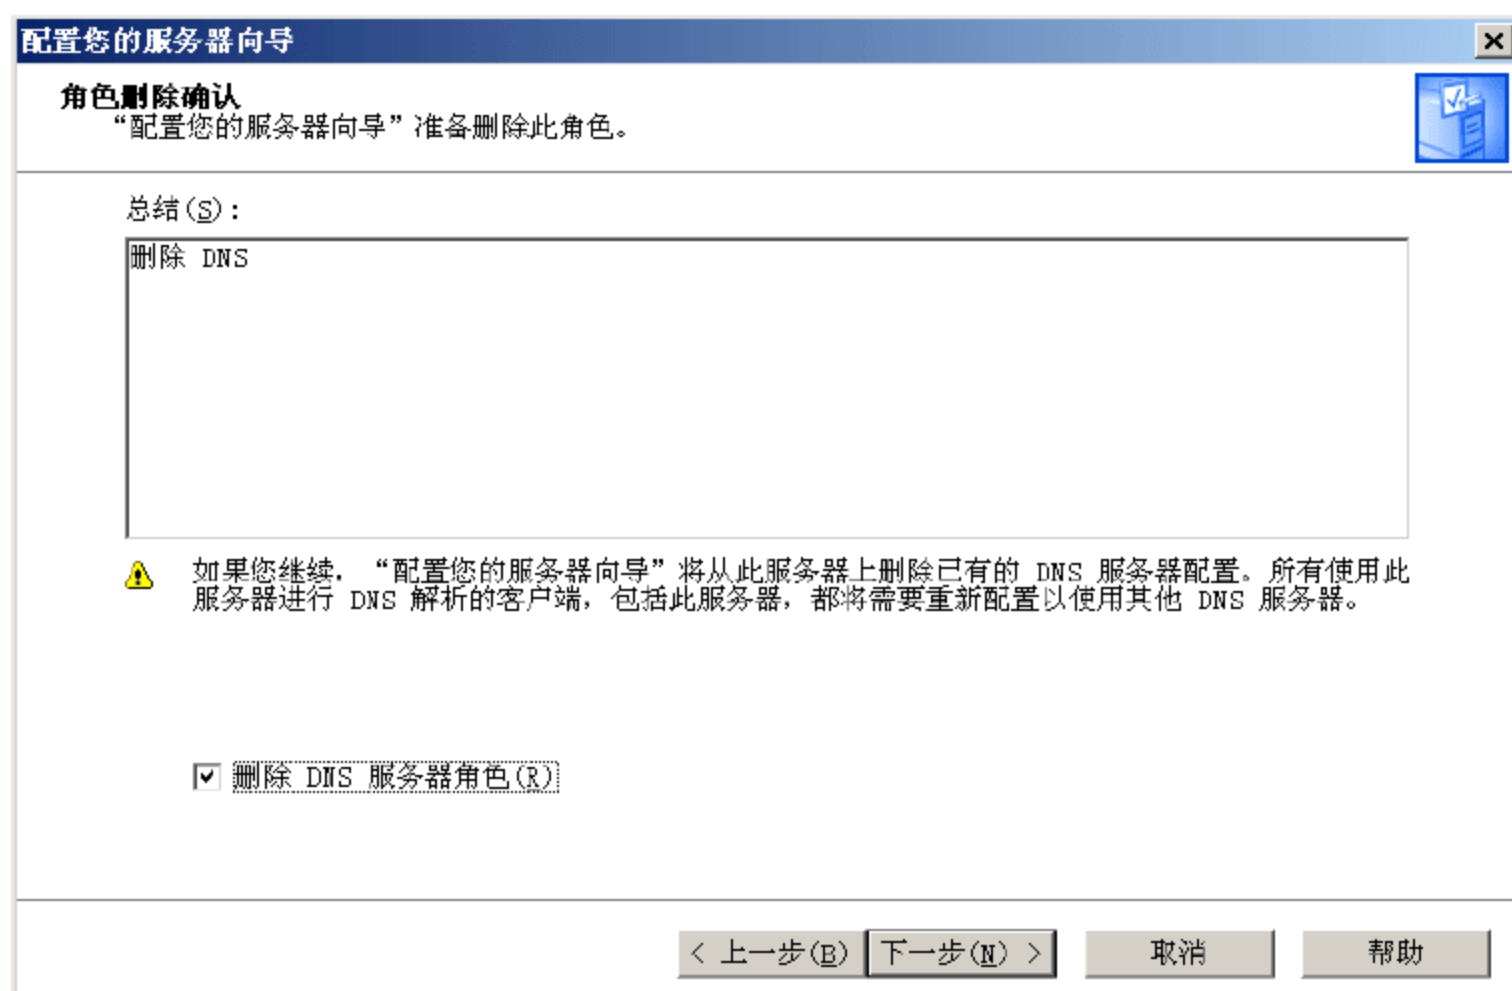 配置您的服务器向导
角色删除确认
“配置您的服务器向导”准备删除此角色。
总结(S):
删除 DNS
如果您继续，“配置您的服务器向导”将从此服务器上删除已有的 DNS 服务器配置。所有使用此
服务器进行 DNS 解析的客户端，包括此服务器，都将需要重新配置以使用其他 DNS 服务器。
删除 DNS 服务器角色(R)
< 上一步(B) 下一步(N) > 取消 帮助